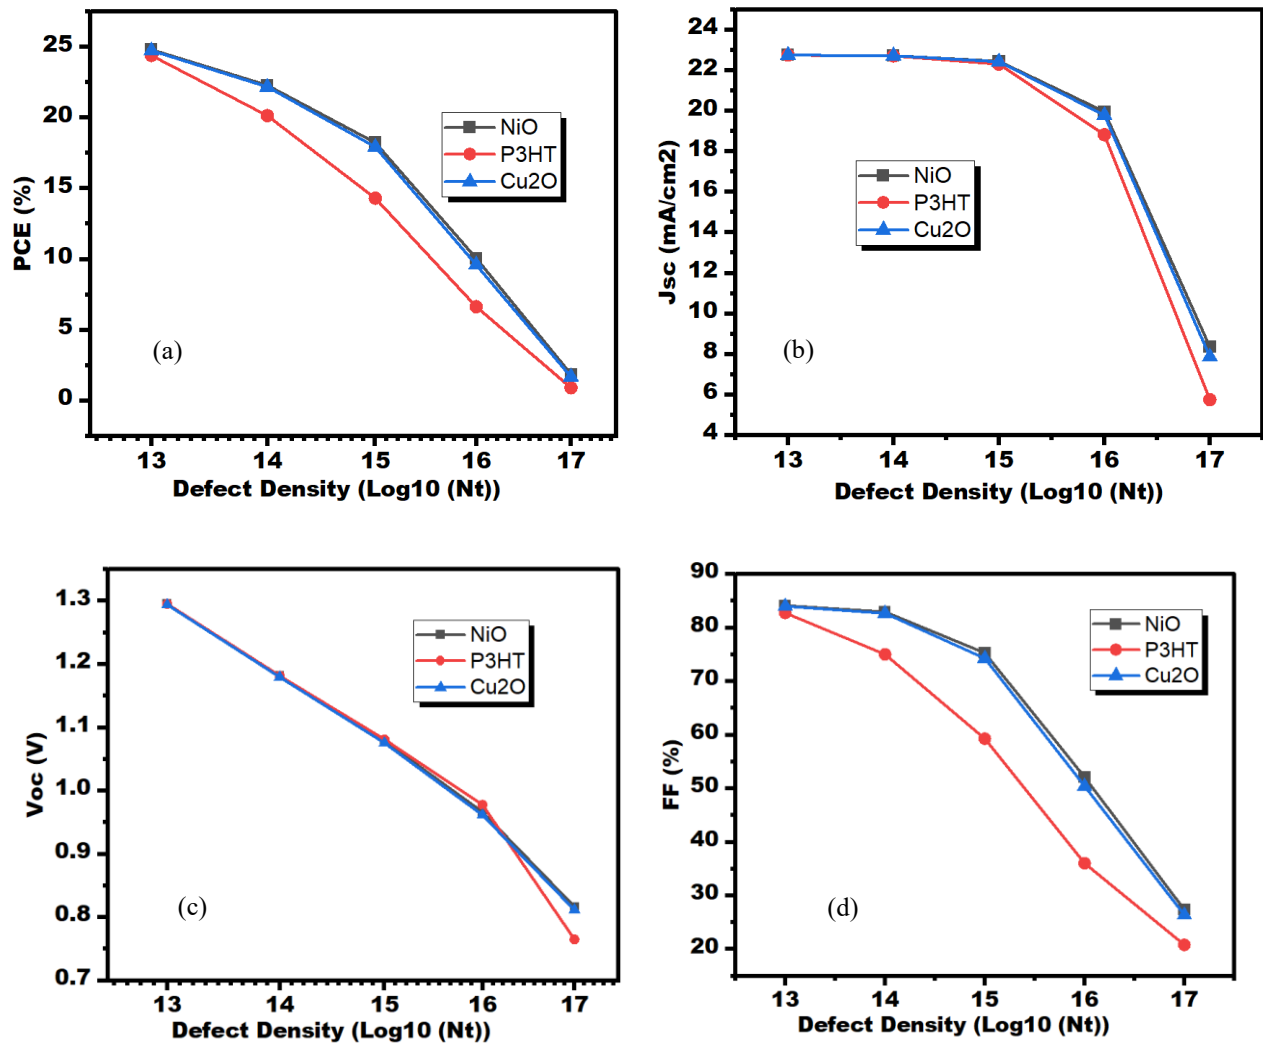 25
20
15
10
5
0
PCE (%)
NiO
P3HT
Cu2O
(a)
13 14 15 16 17
Defect Density (Log10 (Nt))
24
22
20
18
16
14
12
10
8
6
4
Jsc (mA/cm2)
NiO
P3HT
Cu2O
(b)
13 14 15 16 17
Defect Density (Log10 (Nt))
1.3
1.2
1.1
1.0
0.9
0.8
0.7
Voc (V)
NiO
P3HT
Cu2O
(c)
13 14 15 16 17
Defect Density (Log10 (Nt))
90
80
70
60
50
40
30
20
FF (%)
NiO
P3HT
Cu2O
(d)
13 14 15 16 17
Defect Density (Log10 (Nt))